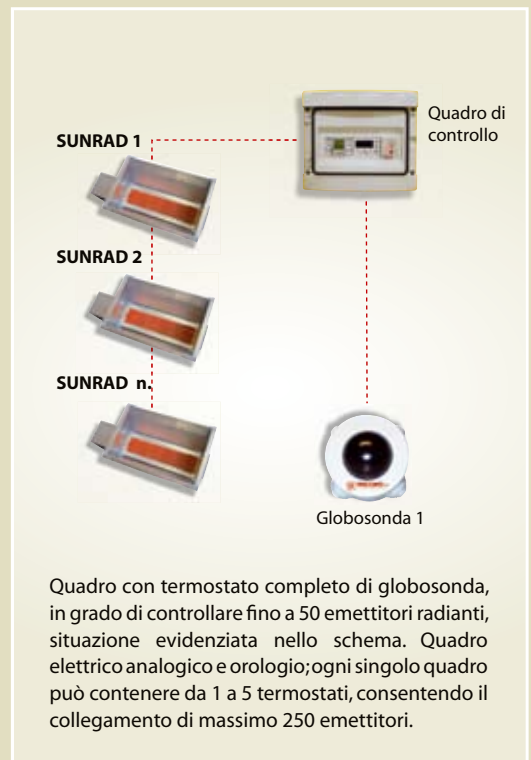 Quadro di
controllo
SUNRAD 1
SUNRAD 2
SUNRAD n.
Globosonda 1
Quadro con termostato completo di globosonda,
in grado di controllare fino a 50 emettitori radianti,
situazione evidenziata nello schema. Quadro
elettrico analogico e orologio; ogni singolo quadro
può contenere da 1 a 5 termostati, consentendo il
collegamento di massimo 250 emettitori.